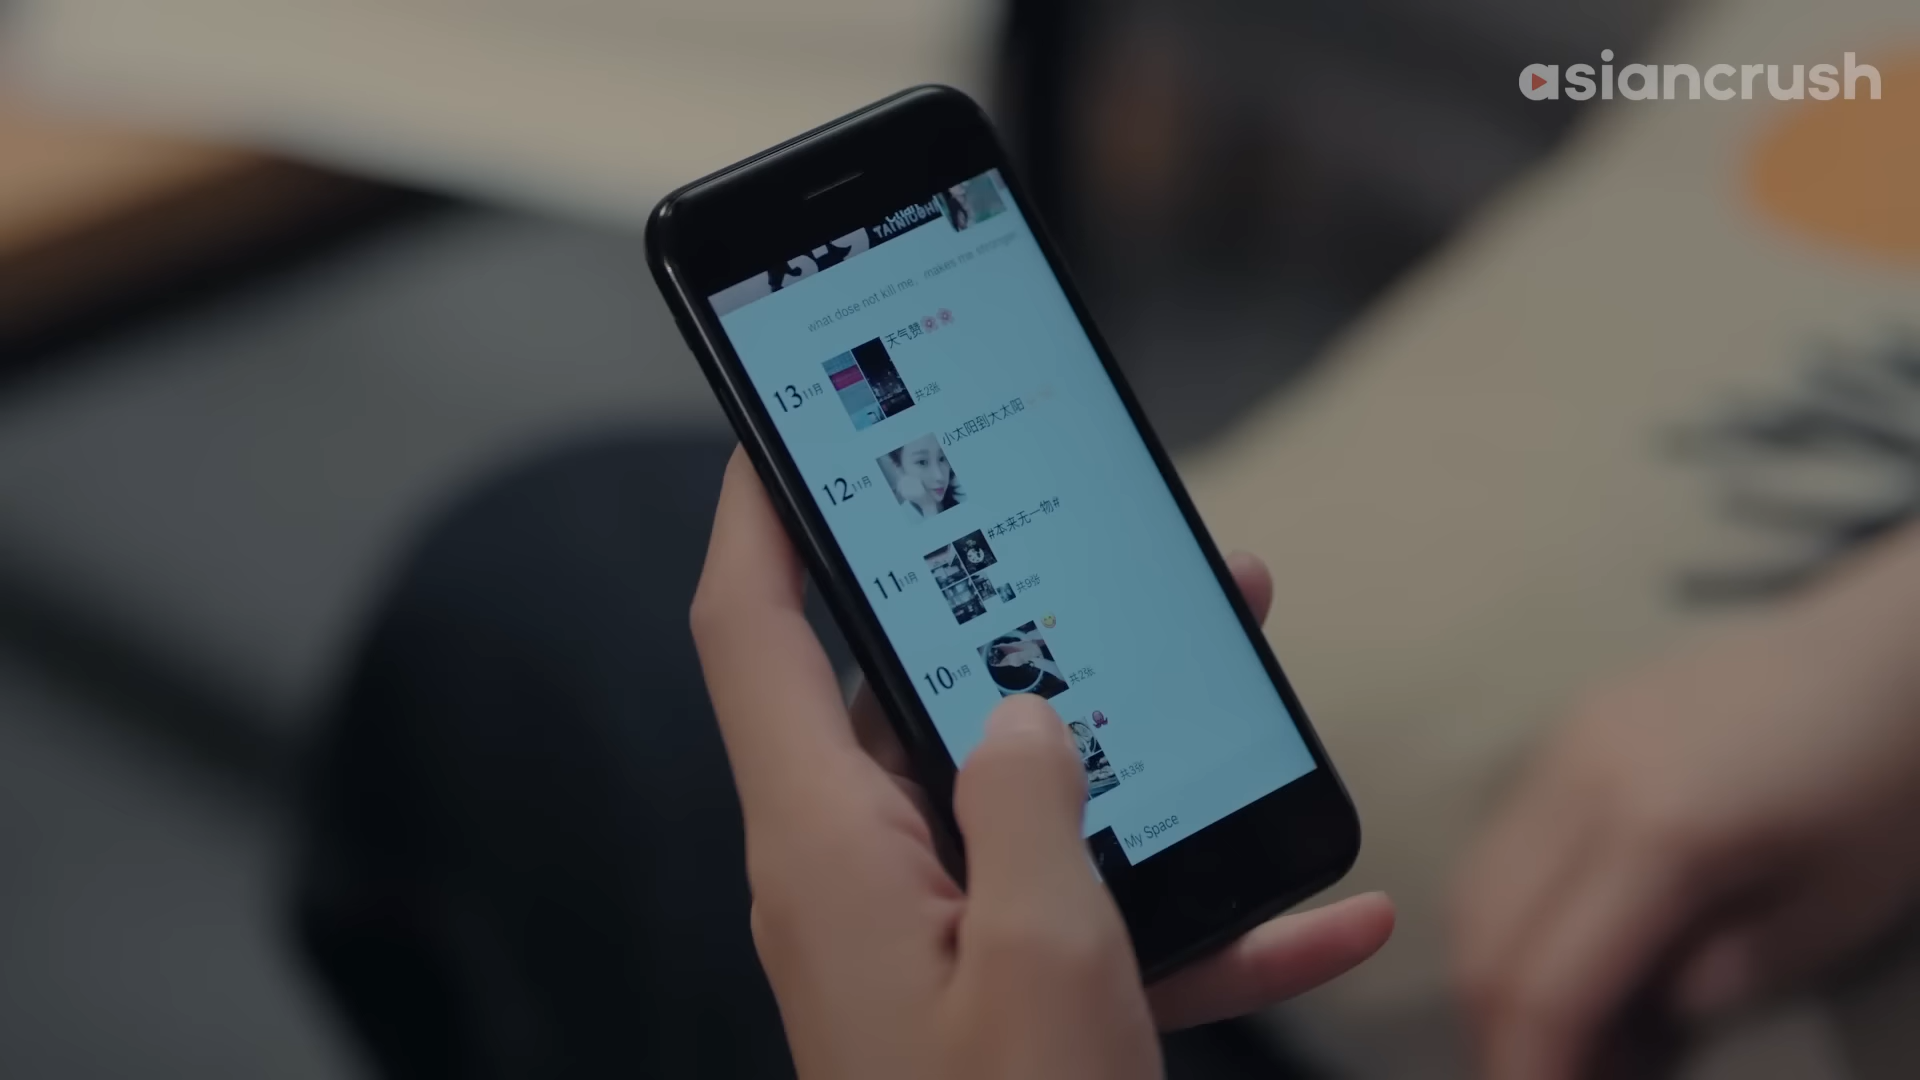 asiancrush
TAINIUSHI
what dose not kill me, makes me stronger
天气赞🌸🌸
13 11月
共2张
小太阳到大太阳
12 11月
#本来无一物#
11 11月
共9张
10 11月
共2张
共3张
My Space